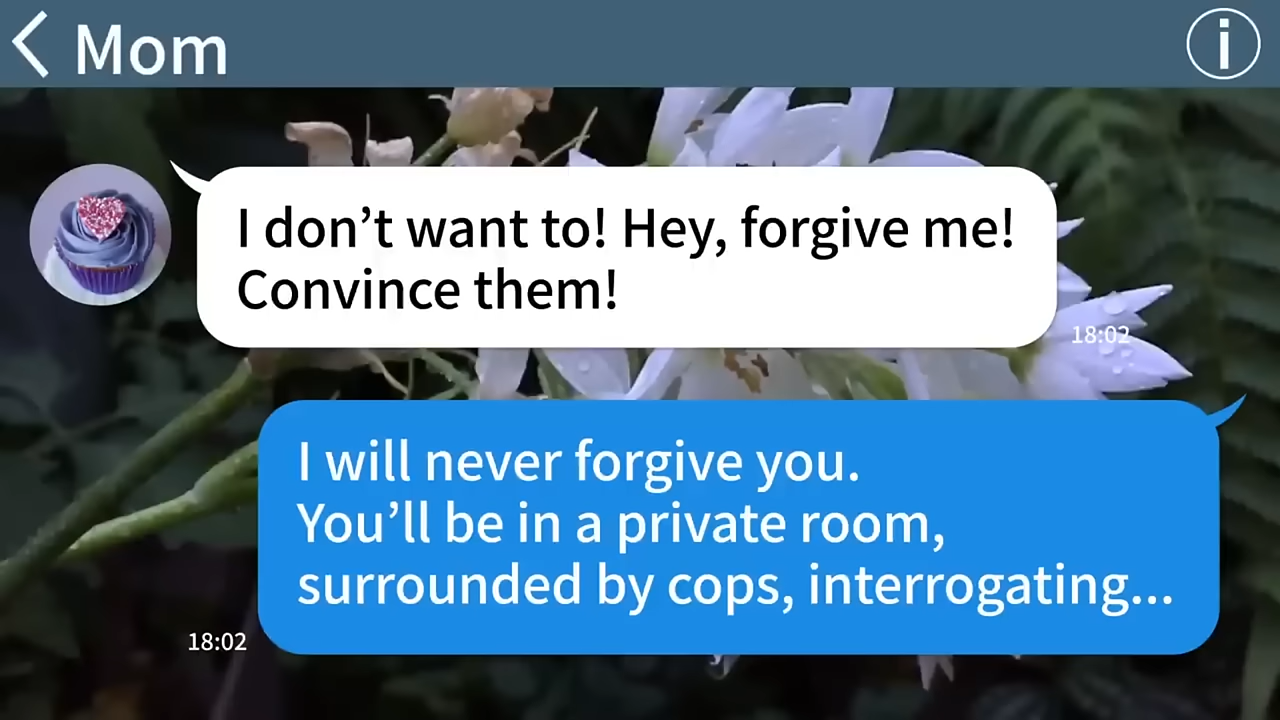 Mom
I don’t want to! Hey, forgive me!
Convince them!
18:02
I will never forgive you.
You’ll be in a private room,
surrounded by cops, interrogating...
18:02